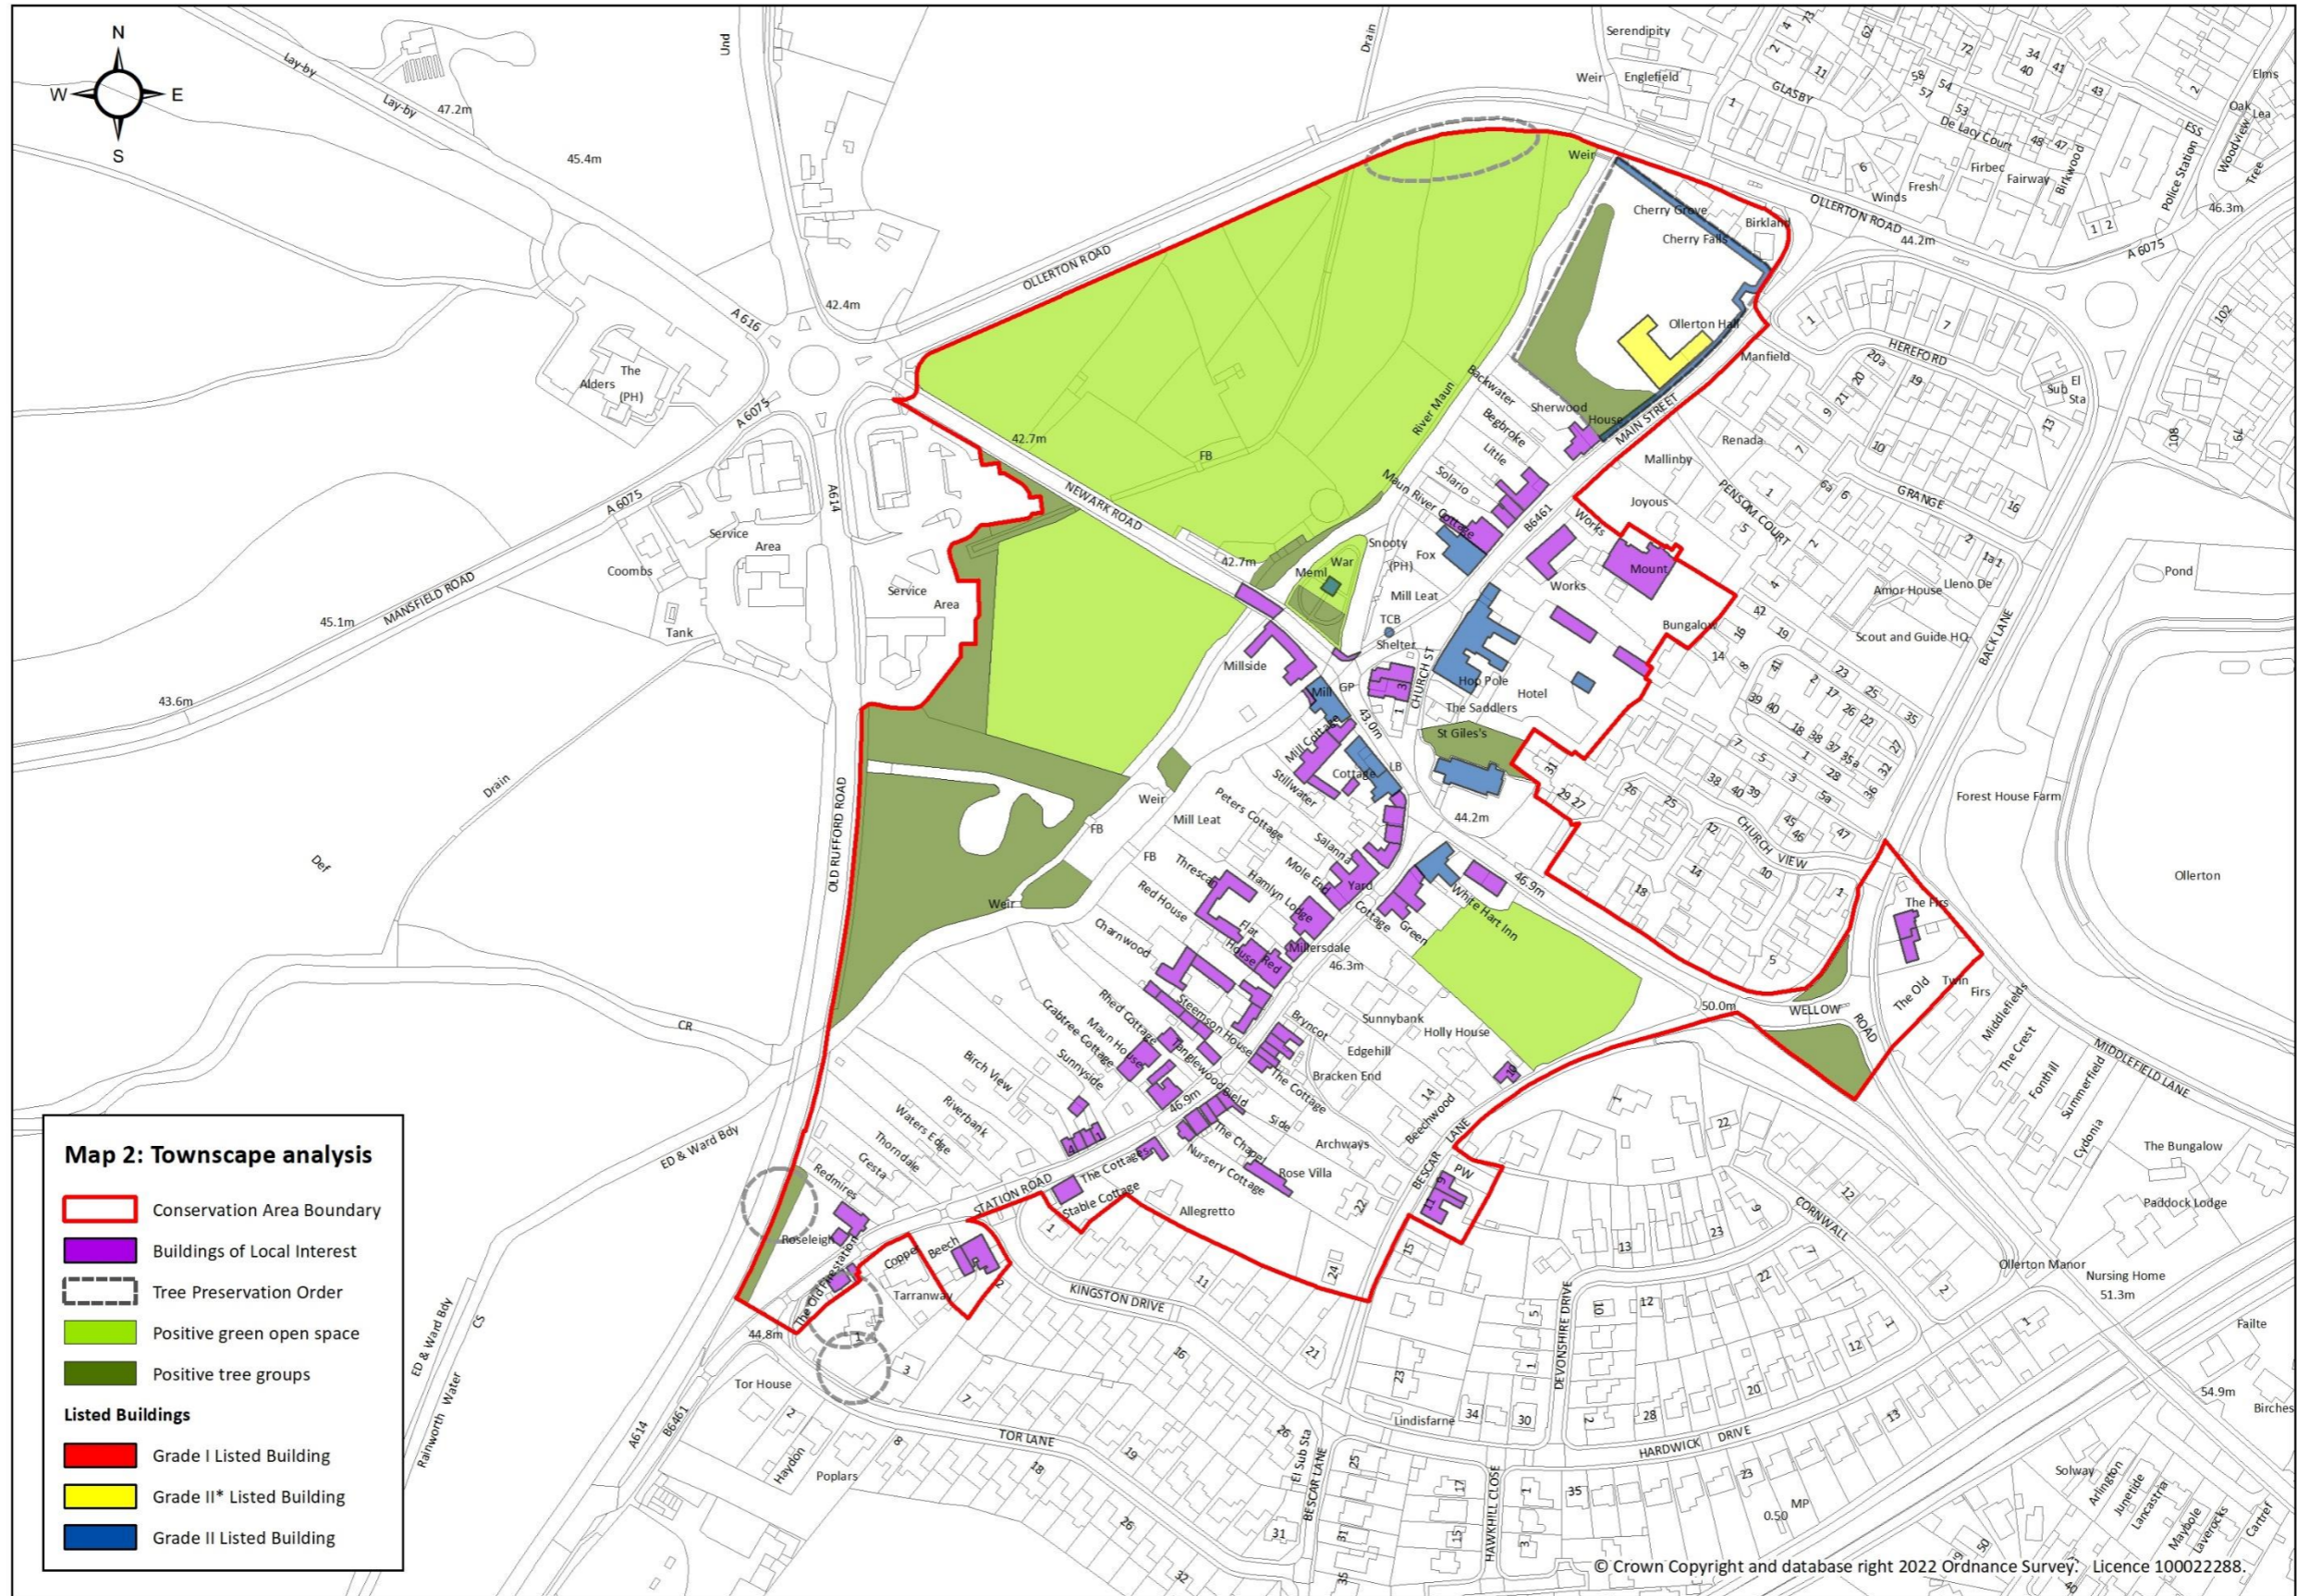 N
W
E
S
Lay-by
Lay-by
47.2m
45.4m
Und
Drain
Serendipity
Weir
Englefield
GLASBY
De Lacy Court
Firbec
Fairway
Birkwood
Fresh
Winds
Police Station
ESS
Woodview
Tree
Oak
Lea
Elms
46.3m
A 6075
OLLERTON ROAD
44.2m
Weir
Cherry Grove
Cherry Falls
Birkland
Ollerton Hall
Manfield
HEREFORD
El
Sub
Sta
42.4m
OLLERTON ROAD
A 616
The
Alders
(PH)
A 6075
42.7m
FB
River Maun
Backwater
Begbroke
Little
Solario
Maun River Cottage
Sherwood
House
MAIN STREET
Renada
Mallinby
Joyous
PENSOM COURT
GRANGE
A 6075
A614
NEWARK ROAD
B6461
Works
Works
Mount
Service
Area
Coombs
Service
Area
Tank
MANSFIELD ROAD
45.1m
43.6m
42.7m
War
Meml
Snooty
Fox
(PH)
Mill Leat
TCB
Shelter
CHURCH ST
Bungalow
Amor House
Lleno De
Scout and Guide HQ
BACK LANE
Pond
Millside
Mill
GP
43.0m
Hop Pole
Hotel
The Saddlers
St Giles's
Mill Cottage
Cottage
LB
Stillwater
44.2m
Drain
Def
OLD RUFFORD ROAD
Weir
FB
Mill Leat
FB
Weir
Peters Cottage
Salanna
Mole End
Hamlyn Lodge
Threscan
Red House
Charnwood
Flat
House
Red
Yard
Cottage
Green
White Hart Inn
46.9m
CHURCH VIEW
Forest House Farm
Ollerton
The Firs
The Old
Twin
Firs
Middlefields
The Crest
Fonthill
Summerfield
Cydonia
MIDDLEFIELD LANE
The Bungalow
Paddock Lodge
50.0m
WELLOW
ROAD
Millersdale
46.3m
Steemson House
Rhed Cottage
Crabtree Cottage
Maun House
Tanglewood
Bield
Sunnyside
Birch View
Riverbank
Waters Edge
Thorndale
Cresta
Redmires
Roseleigh
Bryncot
Sunnybank
Holly House
Edgehill
Bracken End
The Cottage
Side
The Chapel
Archways
Rose Villa
Nursery Cottage
Beechwood
BESCAR LANE
PW
46.9m
The Cottages
Stable Cottage
STATION ROAD
Allegretto
Copper
Beech
Tarranway
The Old Firestation
44.8m
KINGSTON DRIVE
CR
ED & Ward Bdy
ED & Ward Bdy
CS
Rainworth Water
A614
B6461
Tor House
Haydon
Poplars
TOR LANE
El Sub Sta
BESCAR LANE
Lindisfarne
HAWKHILL CLOSE
DEVONSHIRE DRIVE
HARDWICK DRIVE
CORNWALL
Ollerton Manor
Nursing Home
51.3m
Failte
54.9m
Birches
Solway
Arlington
Junetide
Lancastria
Maybole
Laverocks
Cartref
MP
0.50
Map 2: Townscape analysis
Conservation Area Boundary
Buildings of Local Interest
Tree Preservation Order
Positive green open space
Positive tree groups
Listed Buildings
Grade I Listed Building
Grade II* Listed Building
Grade II Listed Building
© Crown Copyright and database right 2022 Ordnance Survey. Licence 100022288.